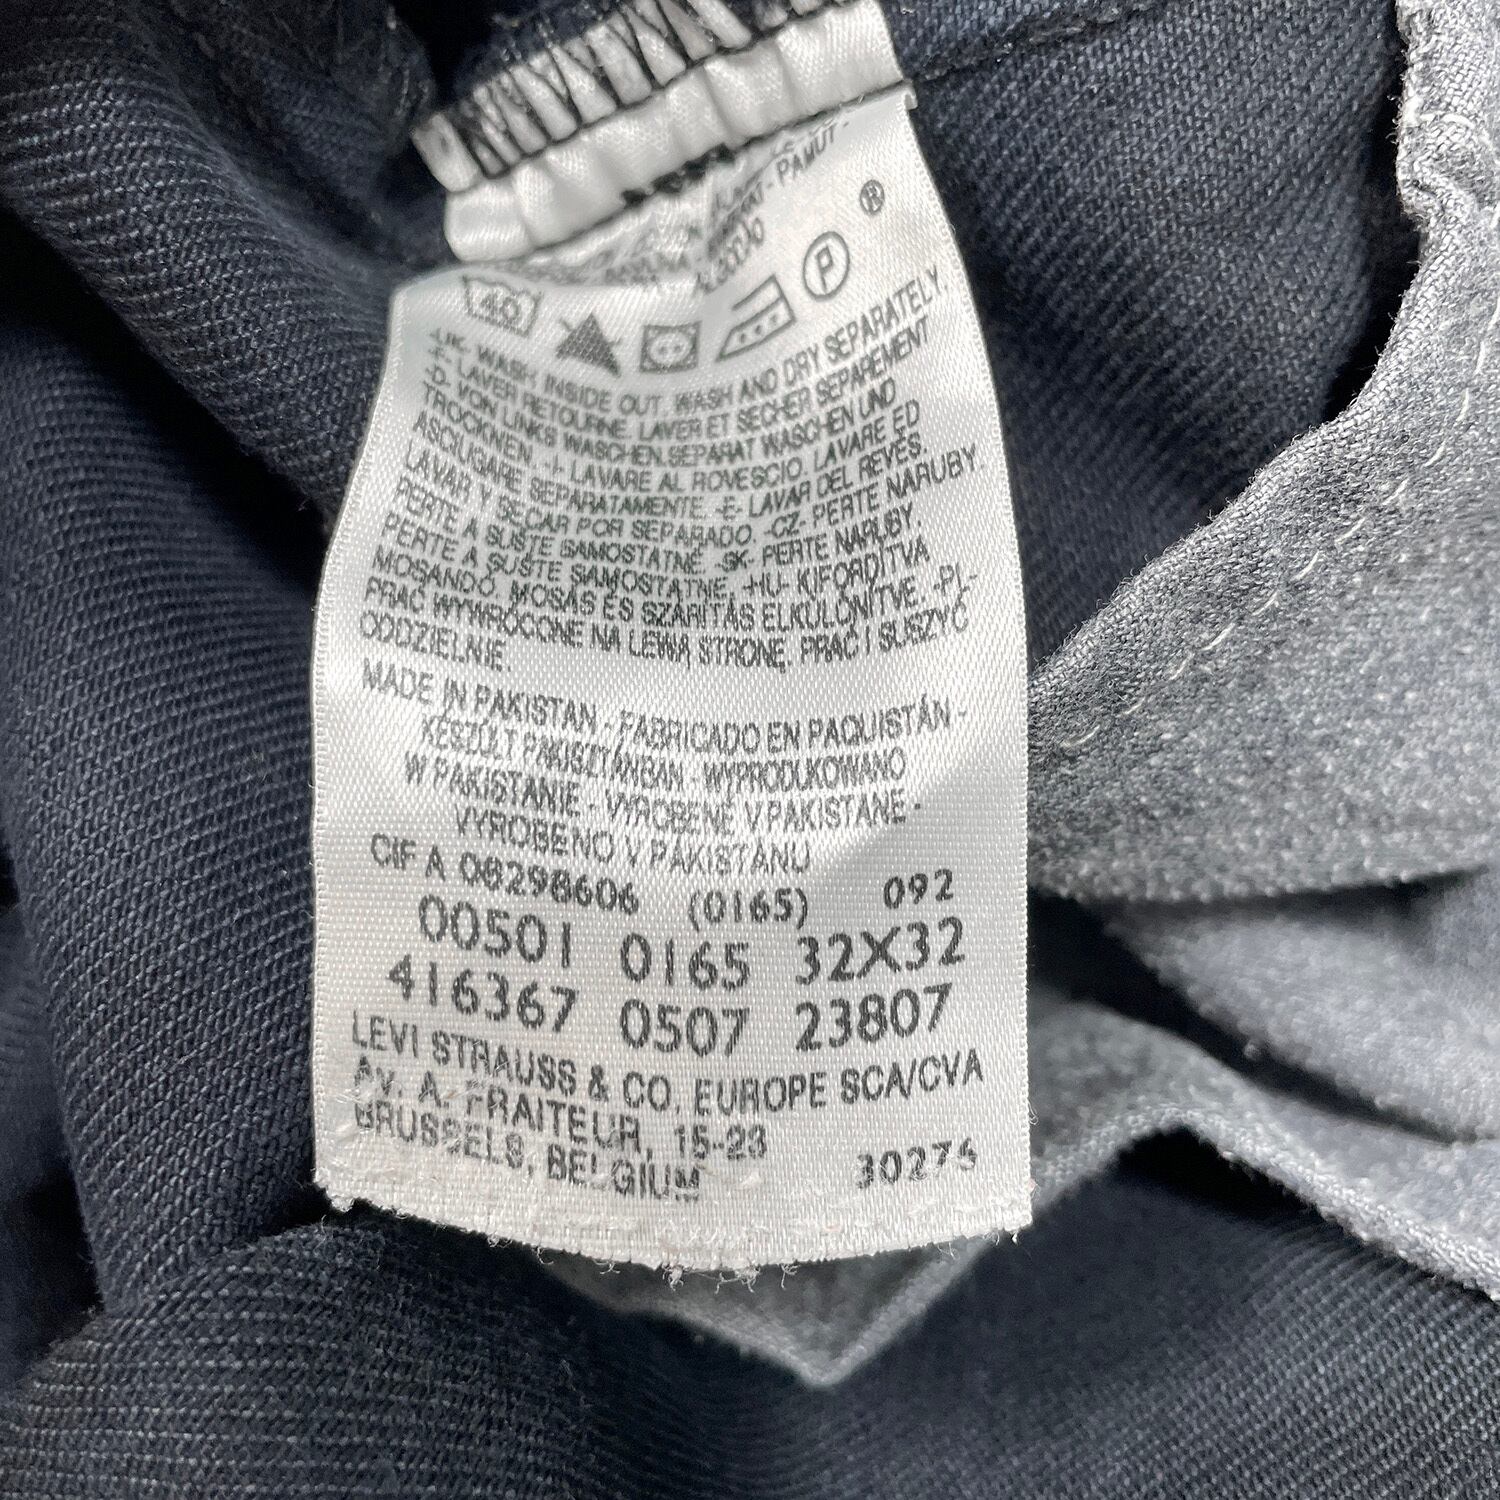 PAMUT -
®
40
P
-UK- WASH INSIDE OUT. WASH AND DRY SEPARATELY.
-F- LAVER RETOURNE. LAVER ET SECHER SEPAREMENT
-D- VON LINKS WASCHEN.SEPARAT WASCHEN UND
TROCKNEN. -I- LAVARE AL ROVESCIO. LAVARE ED
ASCIUGARE SEPARATAMENTE. -E- LAVAR DEL REVÉS.
LAVAR Y SECAR POR SEPARADO. -CZ- PERTE NARUBY.
PERTE A SUŠTE SAMOSTATNĚ. -SK- PERTE NARUBY.
PERTE A SUŠTE SAMOSTATNE. -HU- KIFORDÍTVA
MOSANDÓ. MOSÁS ÉS SZÁRÍTÁS ELKÜLÖNÍTVE. -PL-
PRAĆ WYWRÓCONE NA LEWĄ STRONĘ. PRAĆ I SUSZYĆ
ODDZIELNIE.
MADE IN PAKISTAN - FABRICADO EN PAQUISTÁN -
KÉSZÜLT PAKISZTÁNBAN - WYPRODUKOWANO
W PAKISTANIE - VYROBENÉ V PAKISTANE -
VYROBENO V PAKISTÁNU
CIF A 08298606 (0165) 092
00501 0165 32X32
416367 0507 23807
LEVI STRAUSS & CO. EUROPE SCA/CVA
AV. A. FRAITEUR, 15-23
BRUSSELS, BELGIUM 30276